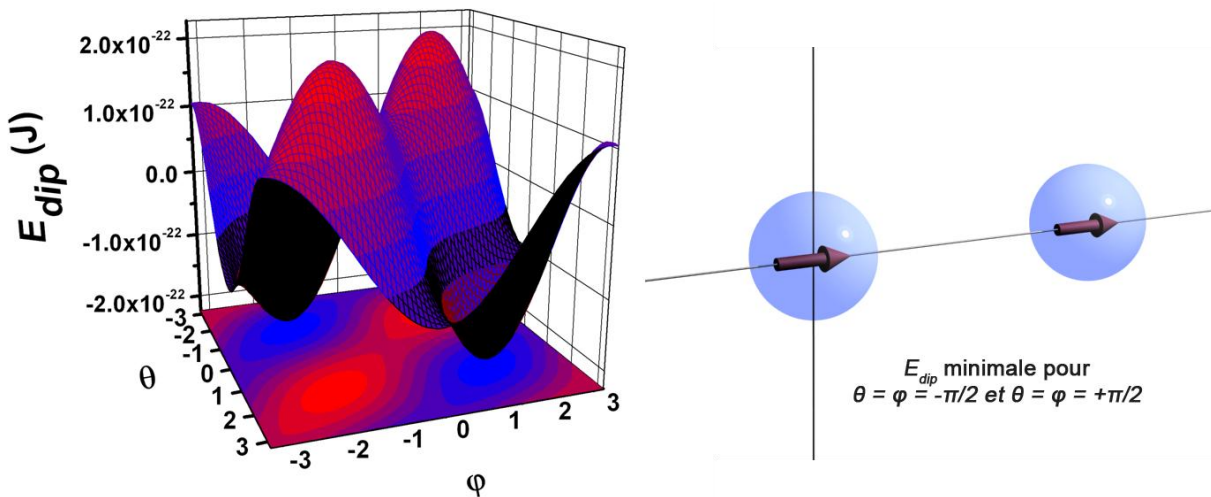 2.0x10⁻²²
1.0x10⁻²²
0.0
-1.0x10⁻²²
-2.0x10⁻²²
E_dip (J)
-3
-2
-1
0
1
2
3
θ
-3
-2
-1
0
1
2
3
φ
E_dip minimale pour
θ = φ = -π/2 et θ = φ = +π/2